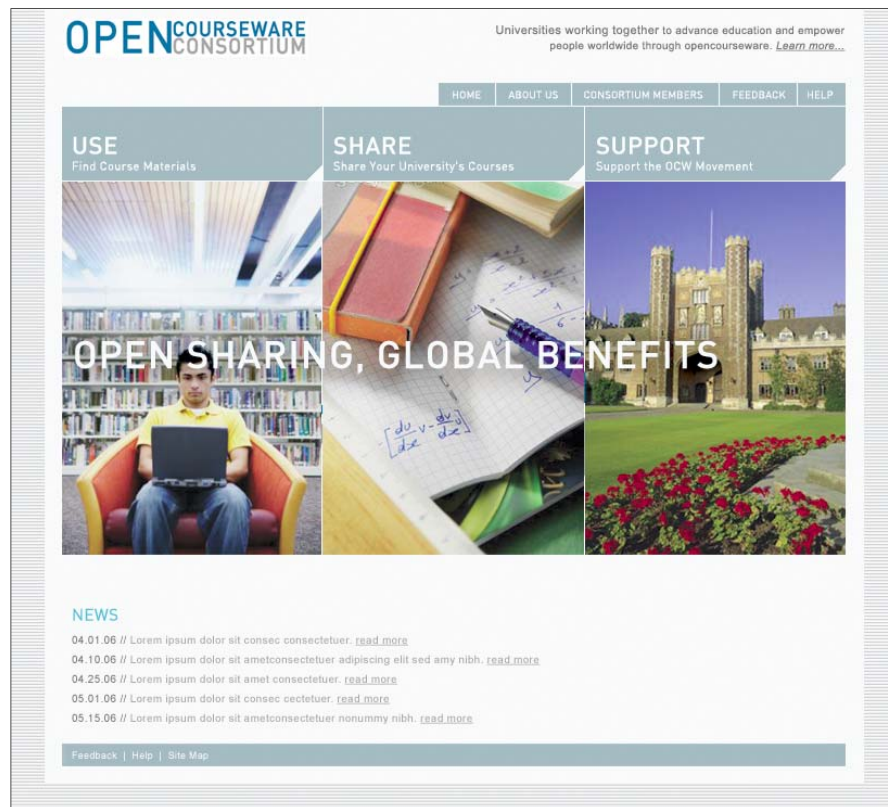 OPEN COURSEWARE
CONSORTIUM
Universities working together to advance education and empower
people worldwide through opencourseware. Learn more...
HOME ABOUT US CONSORTIUM MEMBERS FEEDBACK HELP
USE
Find Course Materials
SHARE
Share Your University's Courses
SUPPORT
Support the OCW Movement
OPEN SHARING, GLOBAL BENEFITS
NEWS
04.01.06 // Lorem ipsum dolor sit consec consectetuer. read more
04.10.06 // Lorem ipsum dolor sit ametconsectetuer adipiscing elit sed amy nibh. read more
04.25.06 // Lorem ipsum dolor sit amet consectetuer. read more
05.01.06 // Lorem ipsum dolor sit consec cectetuer. read more
05.15.06 // Lorem ipsum dolor sit ametconsectetuer nonummy nibh. read more
Feedback | Help | Site Map